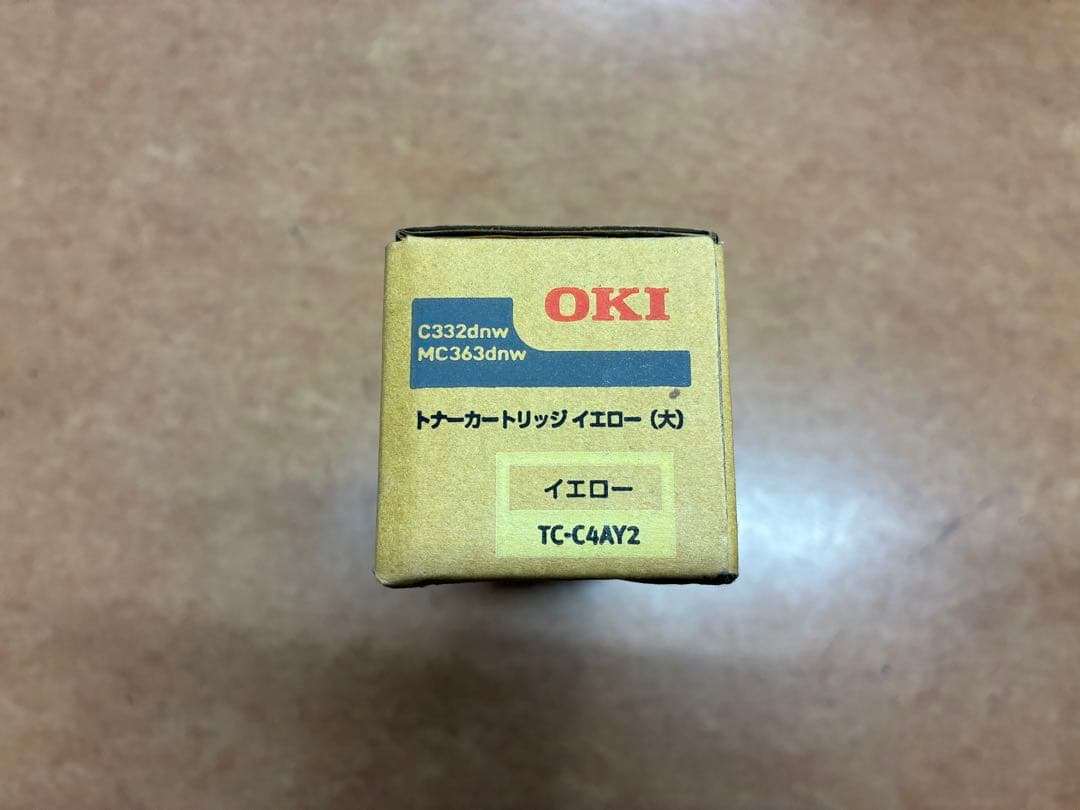 OKI
C332dnw
MC363dnw
トナーカートリッジ イエロー (大)
イエロー
TC-C4AY2